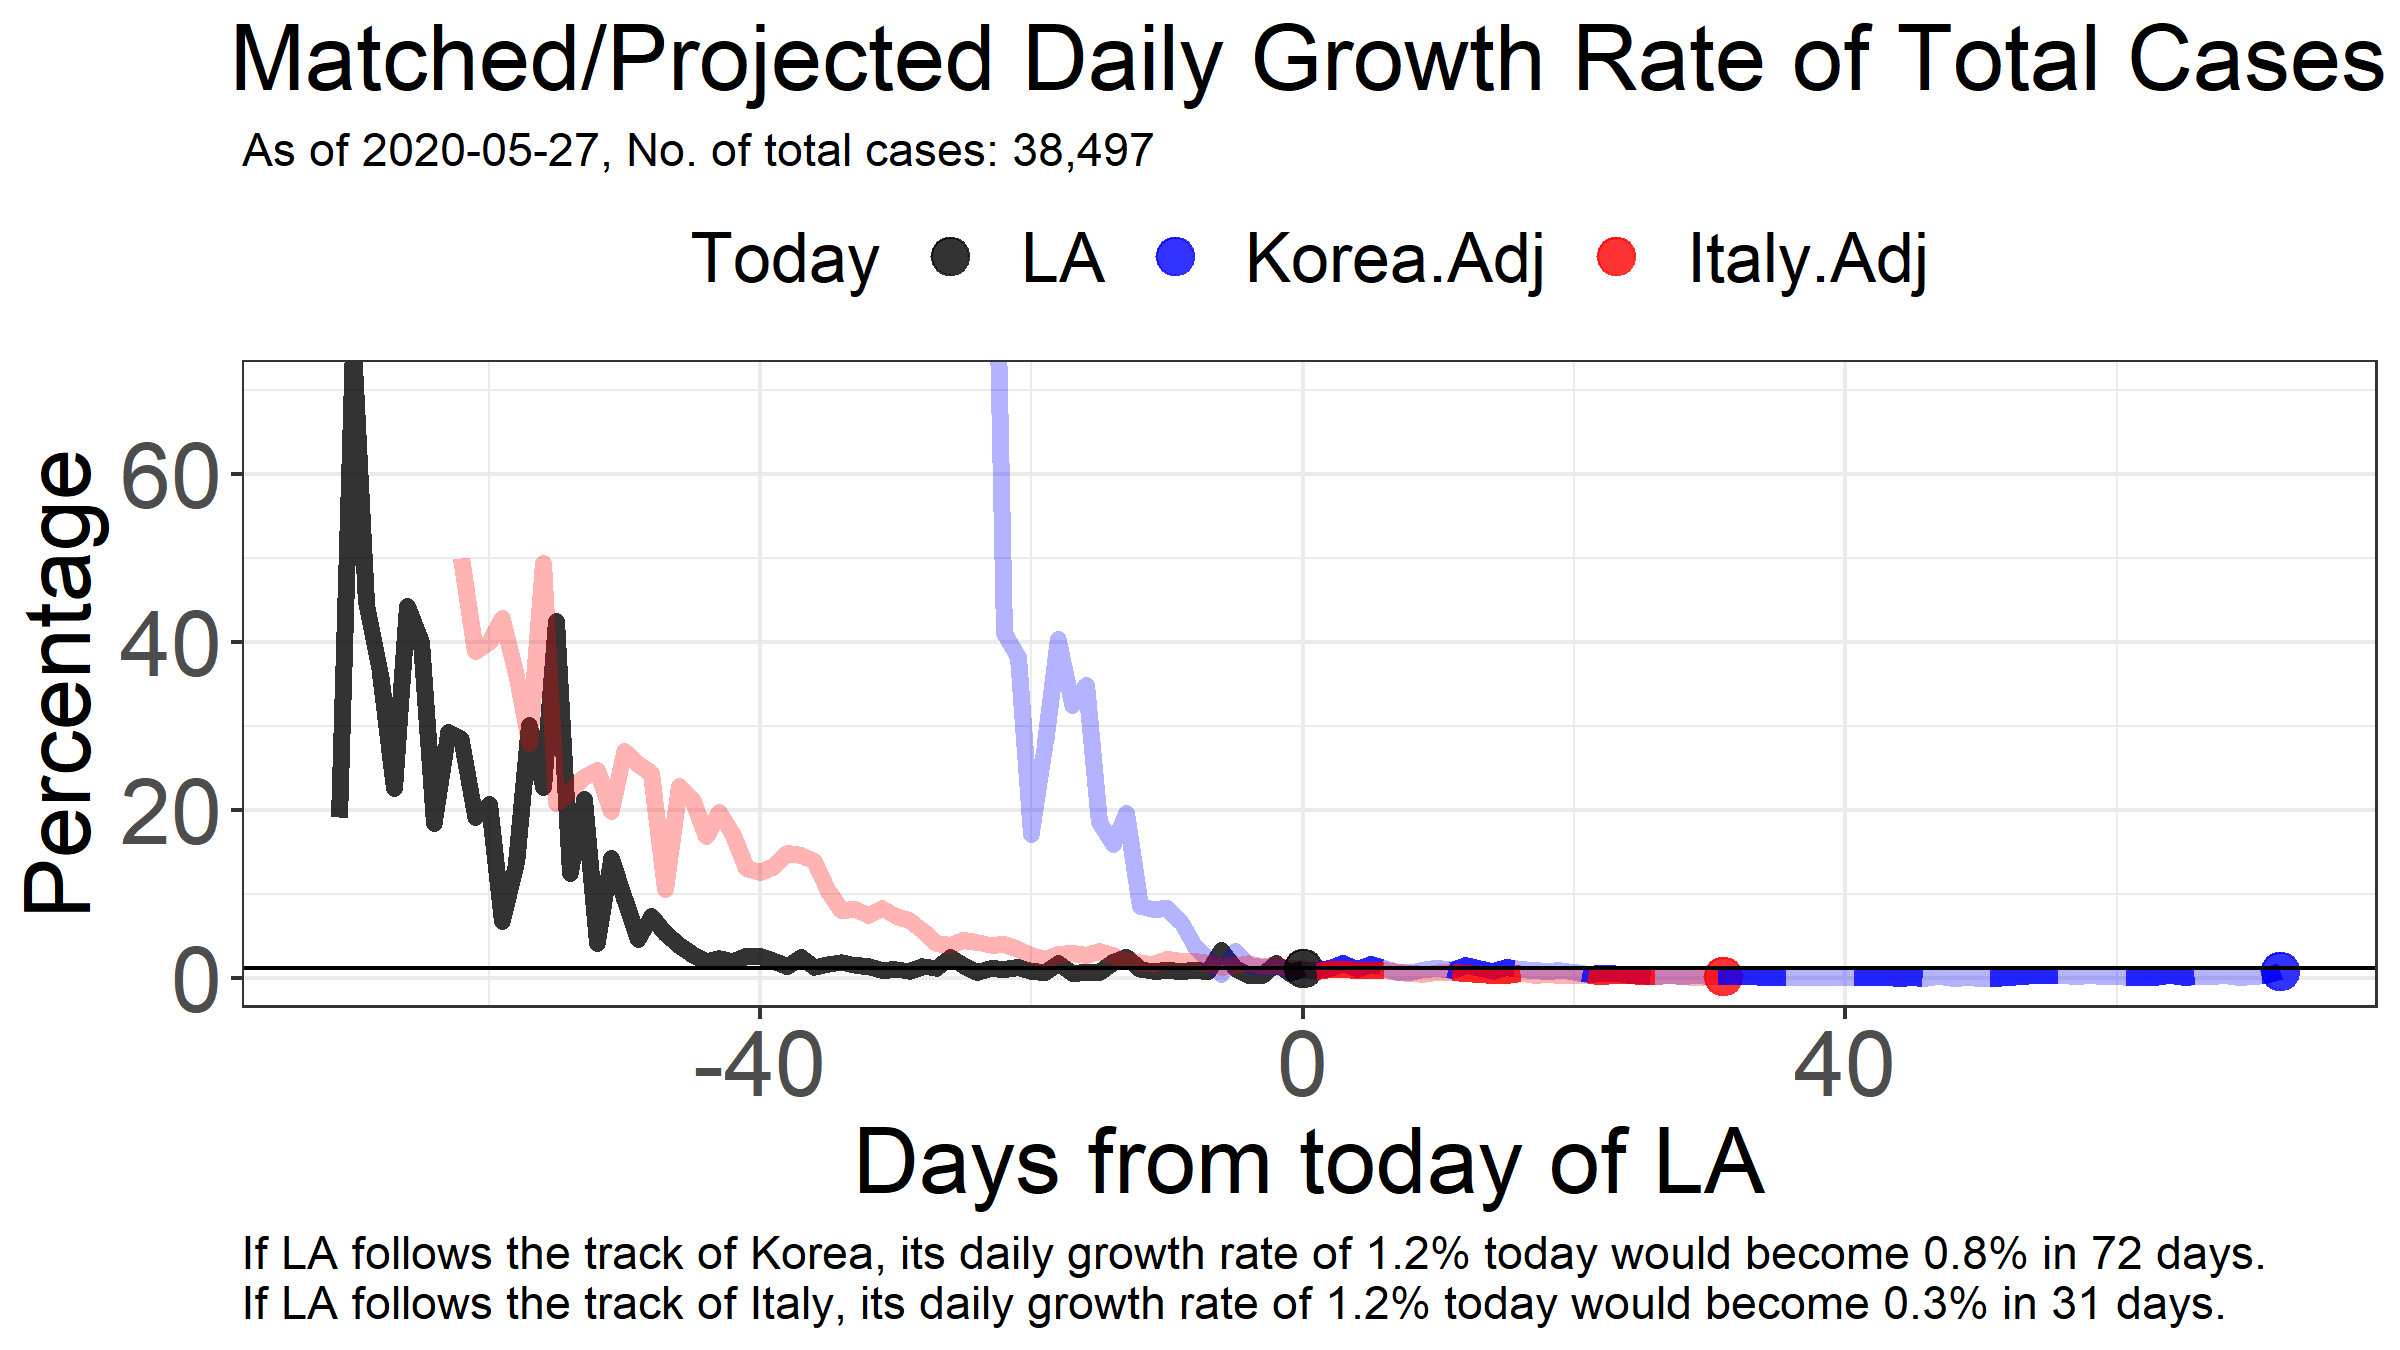 Matched/Projected Daily Growth Rate of Total Cases
As of 2020-05-27, No. of total cases: 38,497
Today LA Korea.Adj Italy.Adj
Percentage
60
40
20
0
-40 0 40
Days from today of LA
If LA follows the track of Korea, its daily growth rate of 1.2% today would become 0.8% in 72 days.
If LA follows the track of Italy, its daily growth rate of 1.2% today would become 0.3% in 31 days.